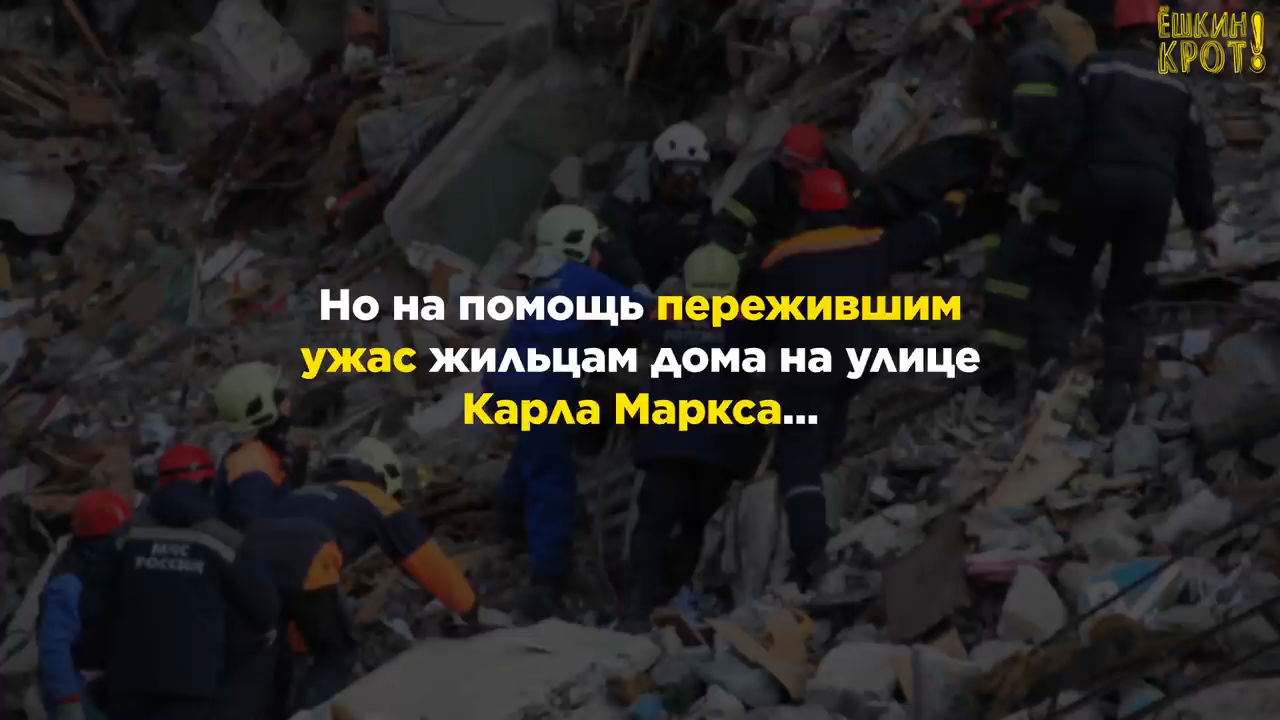 ЁШКИН
КРОТ!
Но на помощь пережившим
ужас жильцам дома на улице
Карла Маркса...
МЧС
РОССИИ